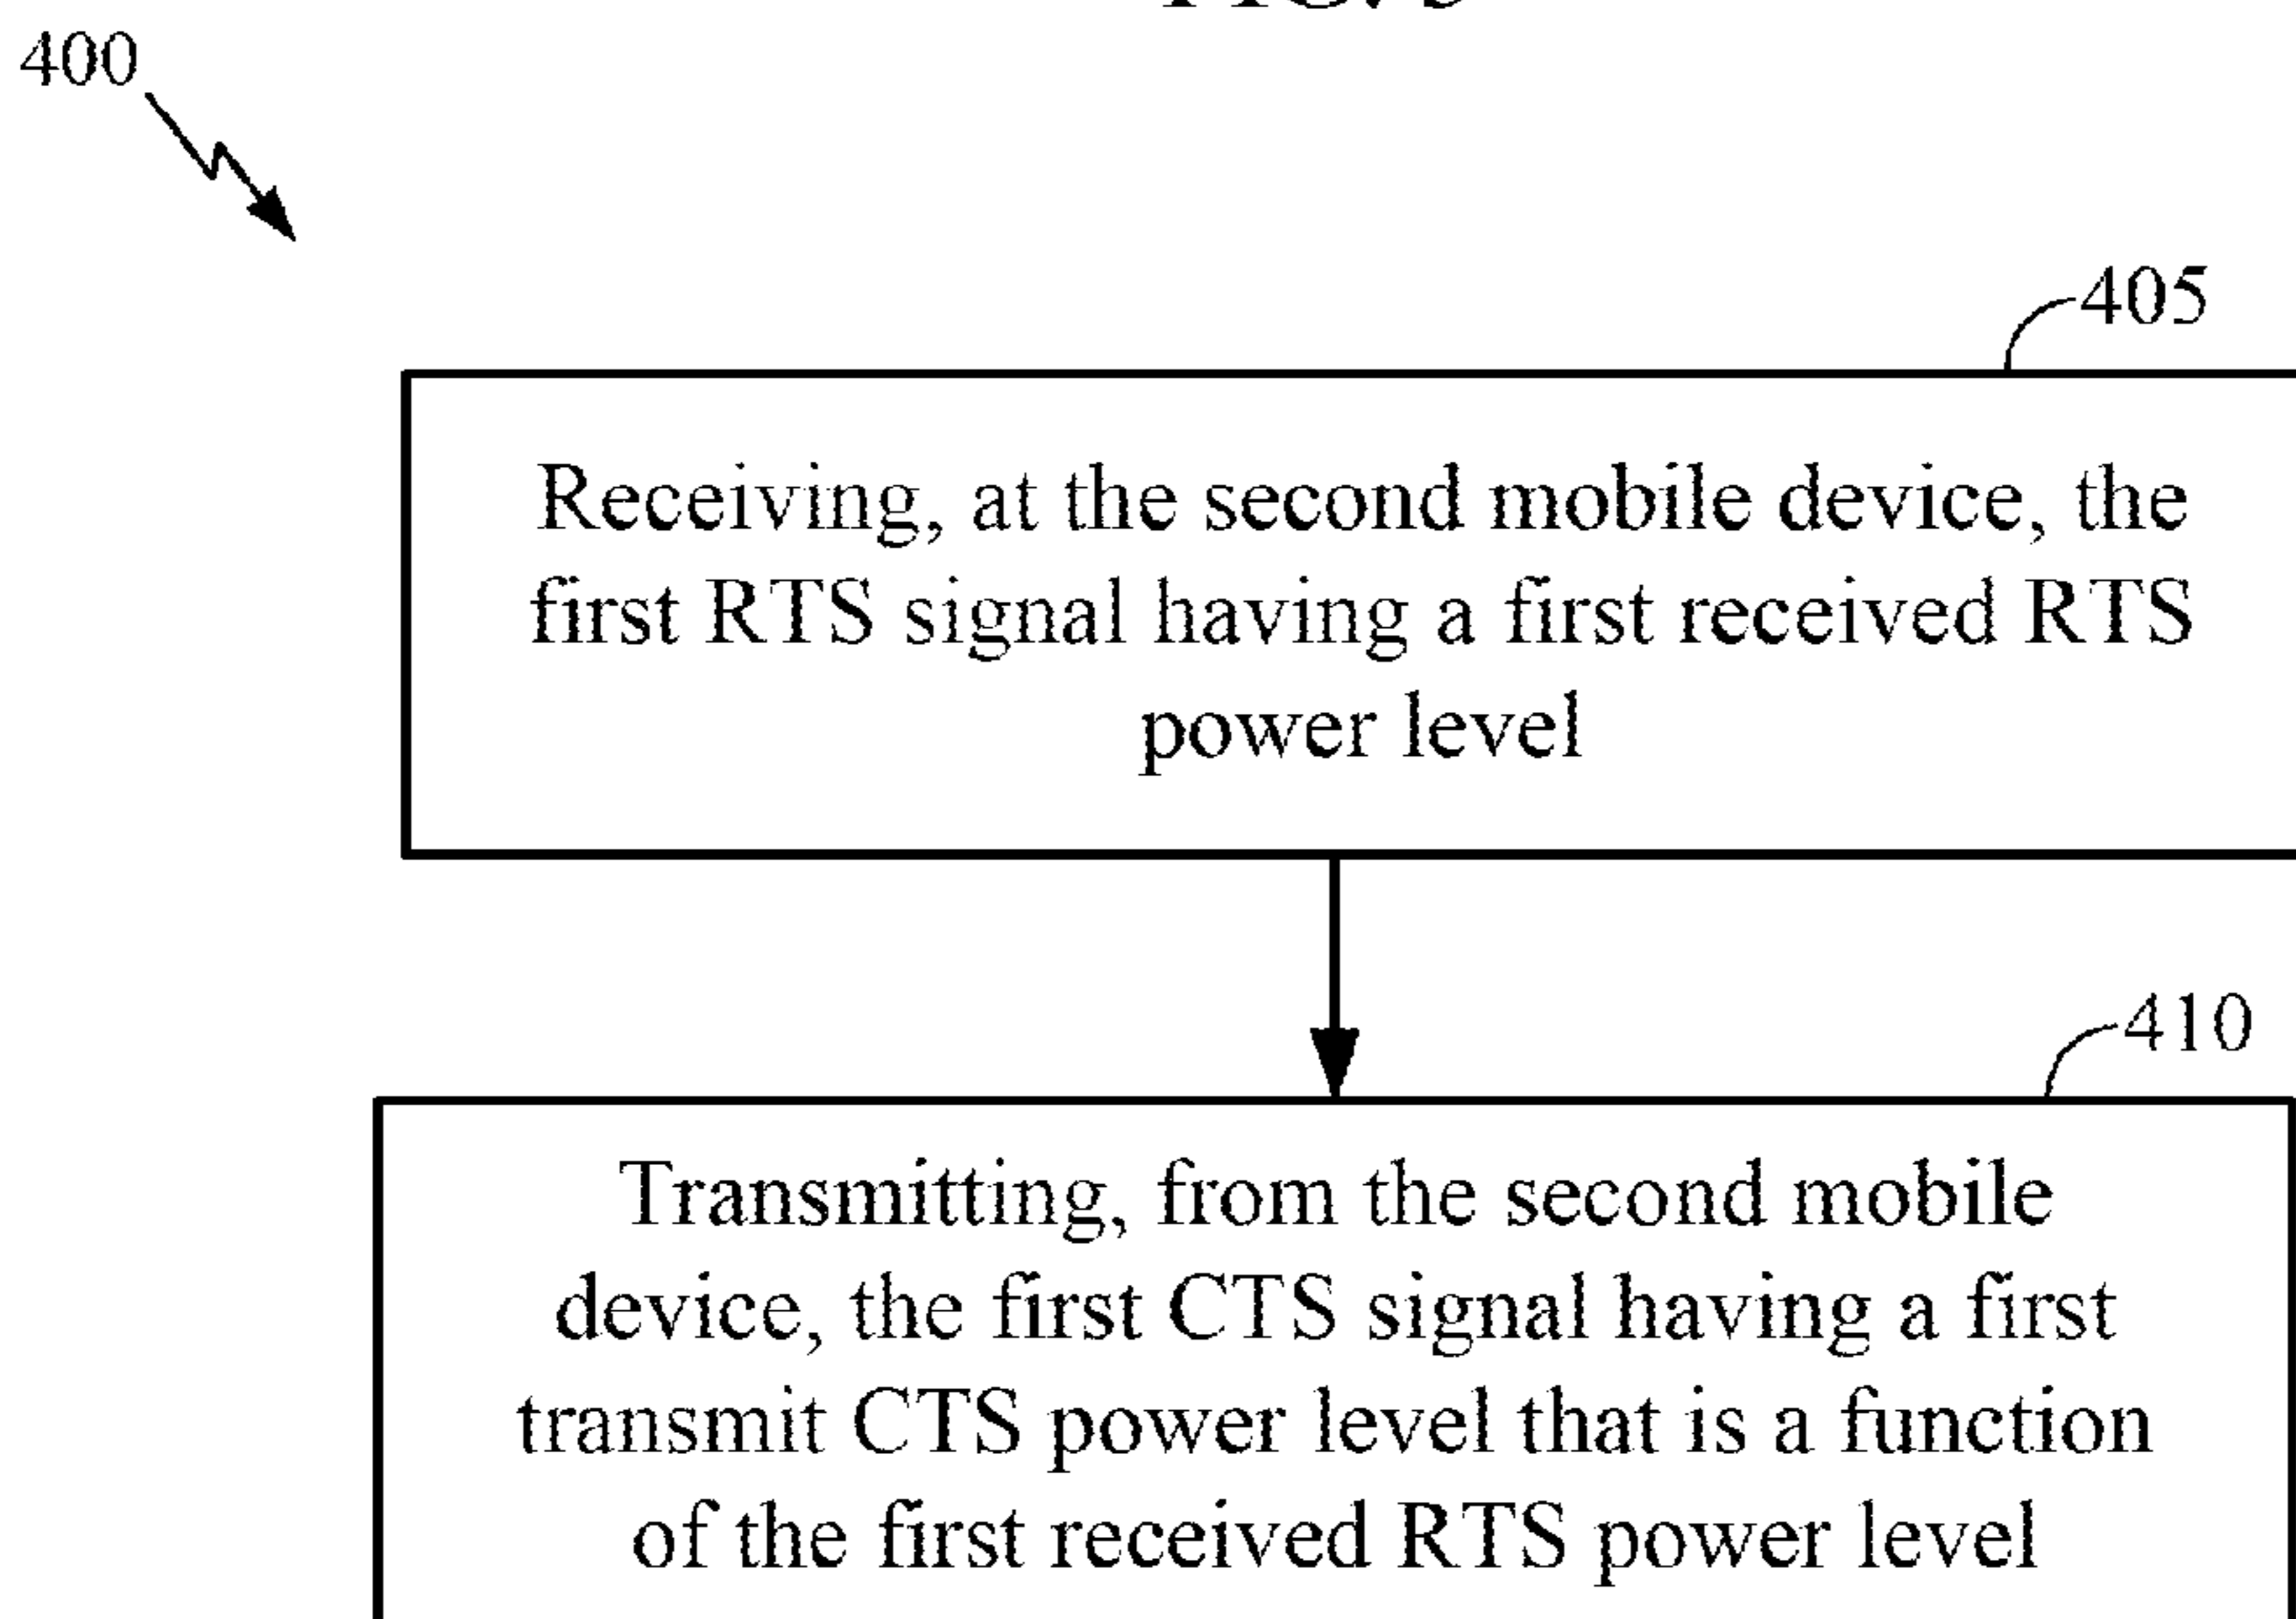 400
405
Receiving, at the second mobile device, the
first RTS signal having a first received RTS
power level
410
Transmitting, from the second mobile
device, the first CTS signal having a first
transmit CTS power level that is a function
of the first received RTS power level